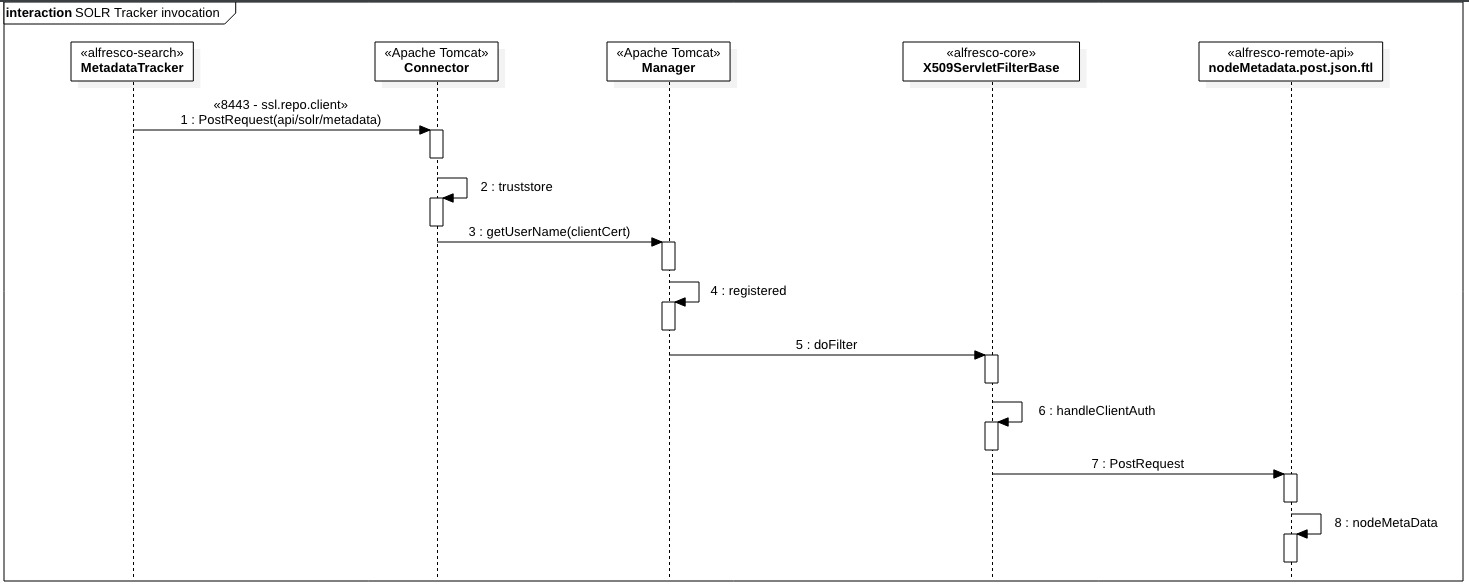 interaction SOLR Tracker invocation
«alfresco-search»
MetadataTracker
«Apache Tomcat»
Connector
«Apache Tomcat»
Manager
«alfresco-core»
X509ServletFilterBase
«alfresco-remote-api»
nodeMetadata.post.json.ftl
«8443 - ssl.repo.client»
1 : PostRequest(api/solr/metadata)
2 : truststore
3 : getUserName(clientCert)
4 : registered
5 : doFilter
6 : handleClientAuth
7 : PostRequest
8 : nodeMetaData